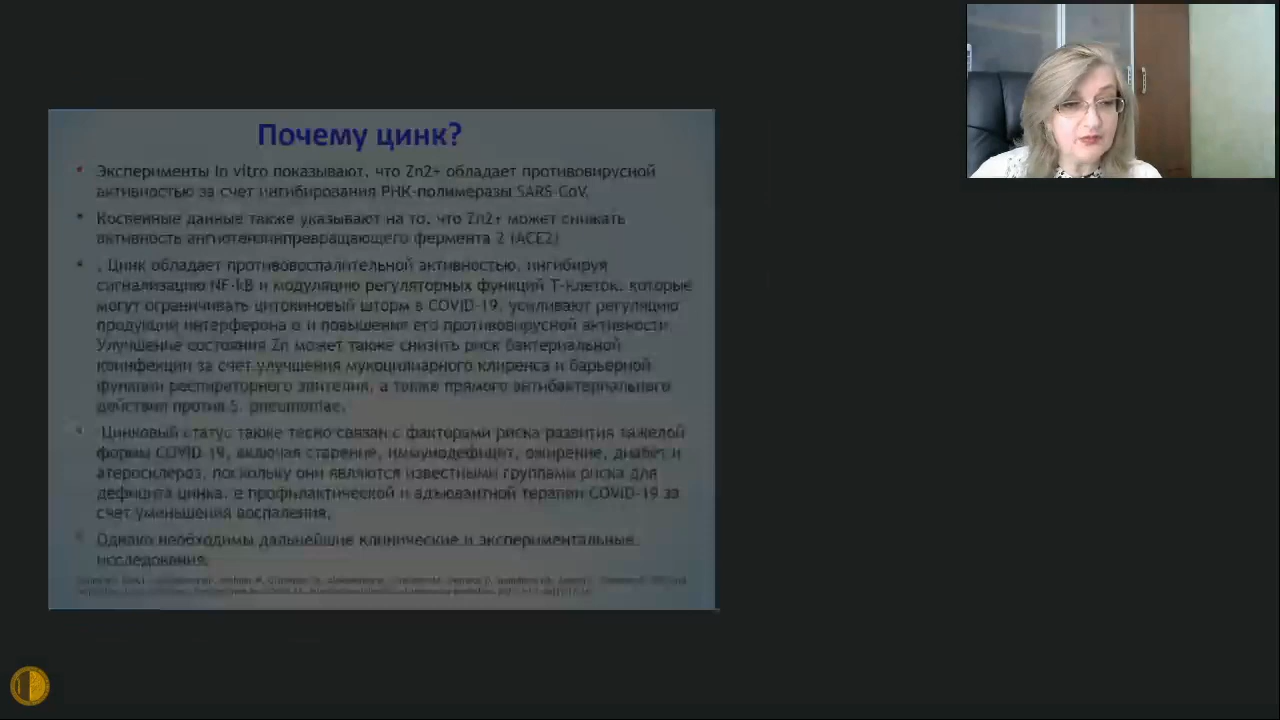 Почему цинк?
• Эксперименты In vitro показывают, что Zn2+ обладает противовирусной
активностью за счет ингибирования РНК-полимеразы SARS-CoV.
• Косвенные данные также указывают на то, что Zn2+ может снижать
активность ангиотензинпревращающего фермента 2 (ACE2)
• . Цинк обладает противовоспалительной активностью, ингибируя
сигнализацию NF-kB и модуляцию регуляторных функций Т-клеток, которые
могут ограничивать цитокиновый шторм в COVID-19, усиливают регуляцию
продукции интерферона α и повышения его противовирусной активности
Улучшение состояния Zn может также снизить риск бактериальной
коинфекции за счет улучшения мукоцилиарного клиренса и барьерной
функции респираторного эпителия, а также прямого антибактериального
действия против S. pneumoniae.
• Цинковый статус также тесно связан с факторами риска развития тяжелой
формы COVID-19, включая старение, иммунодефицит, ожирение, диабет и
атеросклероз, поскольку они являются известными группами риска для
дефицита цинка. е профилактической и адъювантной терапии COVID-19 за
счет уменьшения воспаления,
• Однако необходимы дальнейшие клинические и экспериментальные
исследования.